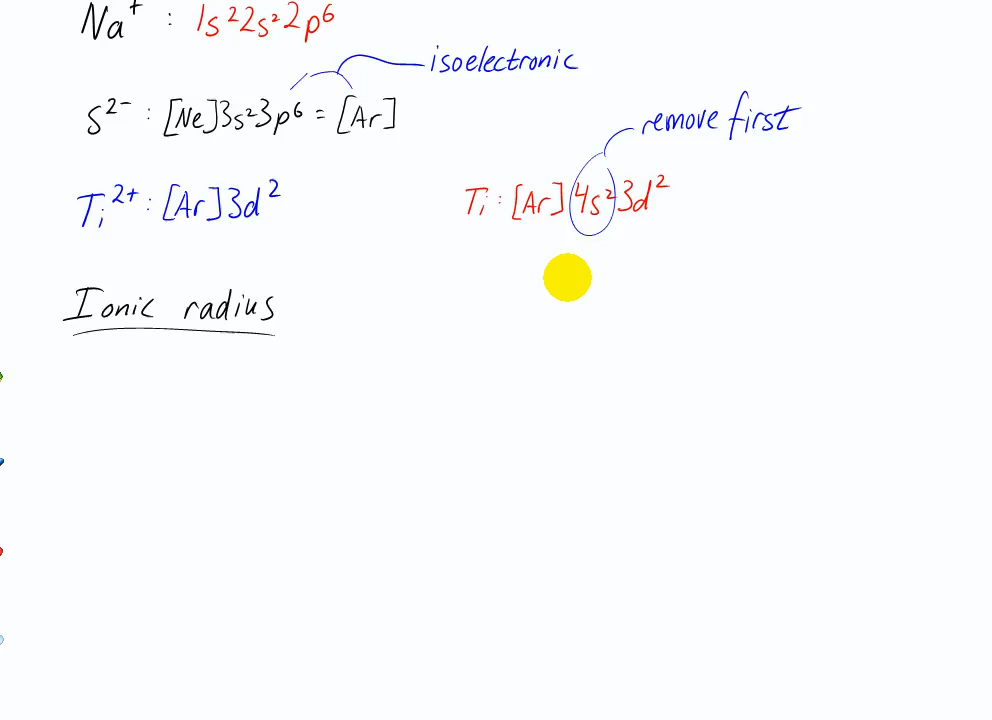 Na⁺ : 1s²2s²2p⁶
isoelectronic
S²⁻ : [Ne]3s²3p⁶ = [Ar]
remove first
Ti²⁺ : [Ar]3d²
Ti : [Ar]4s²3d²
Ionic radius